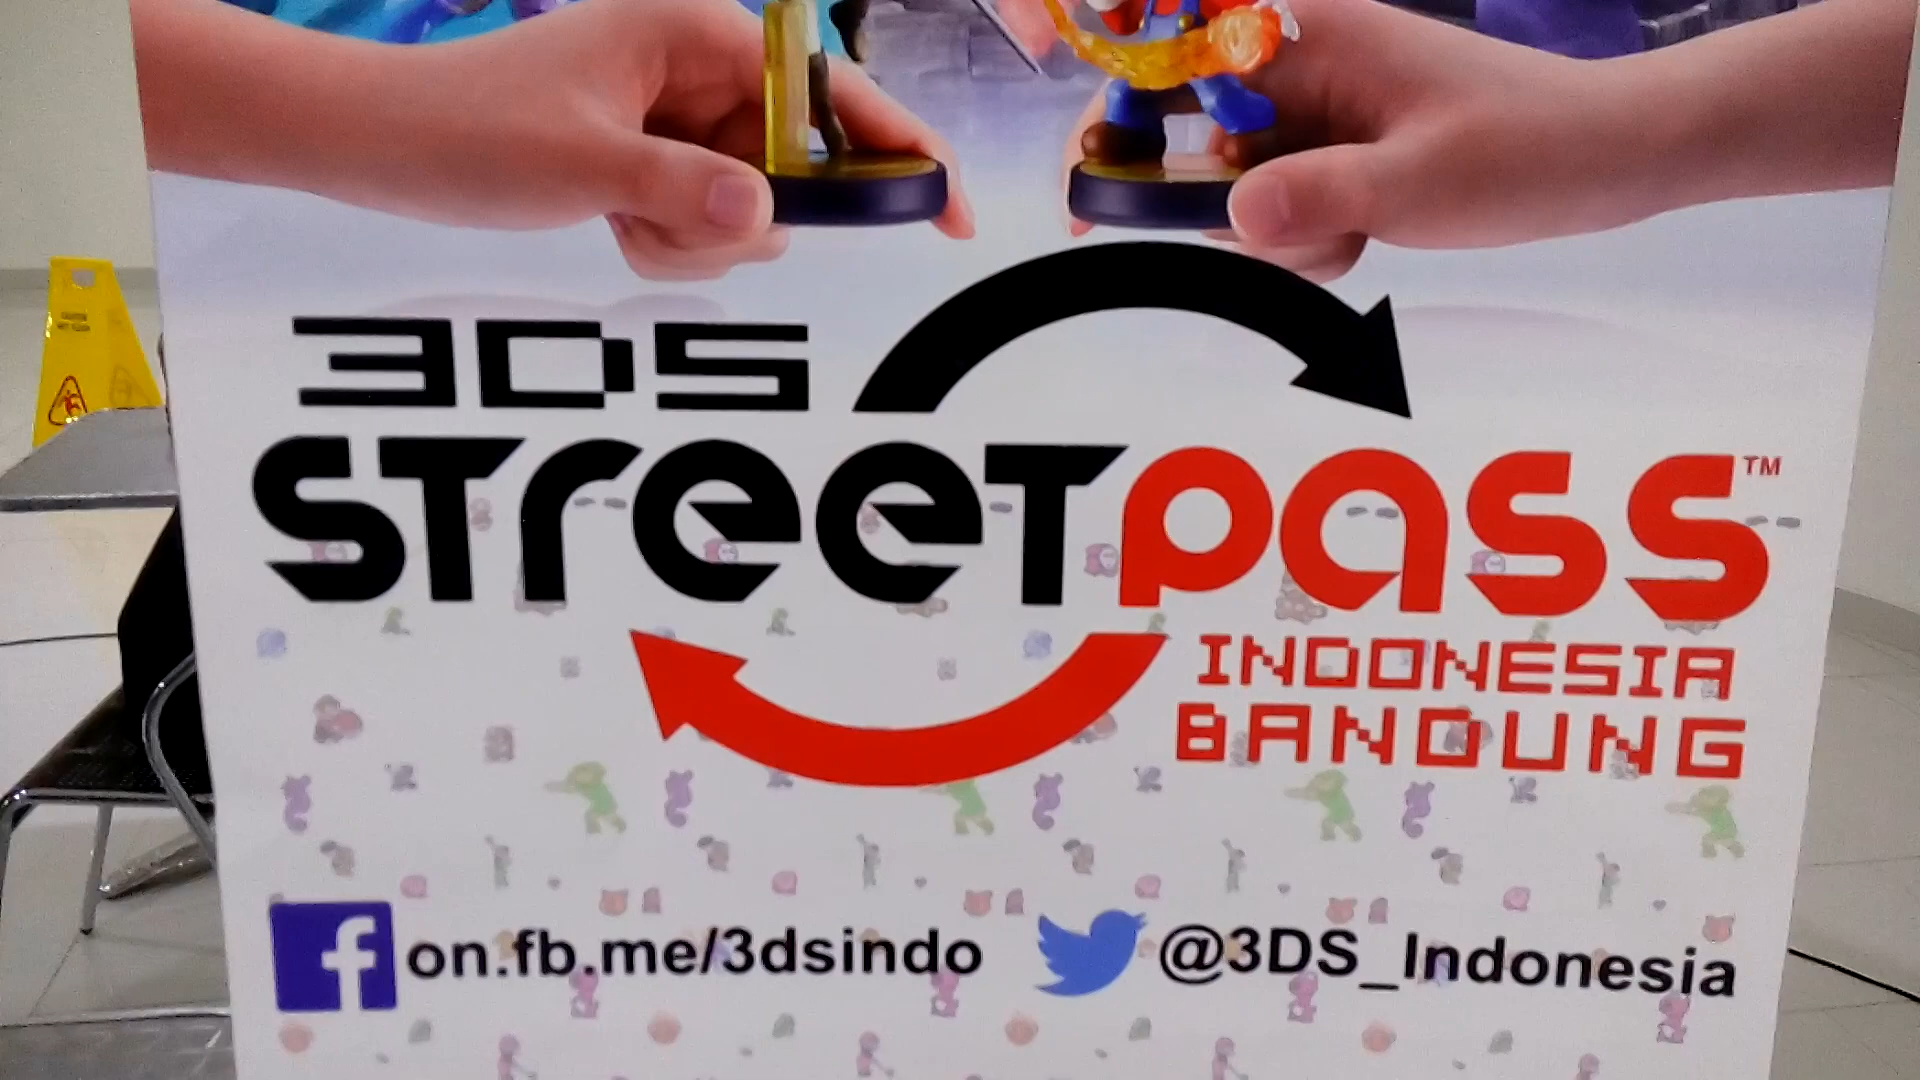 3DS
STREETPASS™
INDONESIA
BANDUNG
f on.fb.me/3dsindo @3DS_Indonesia